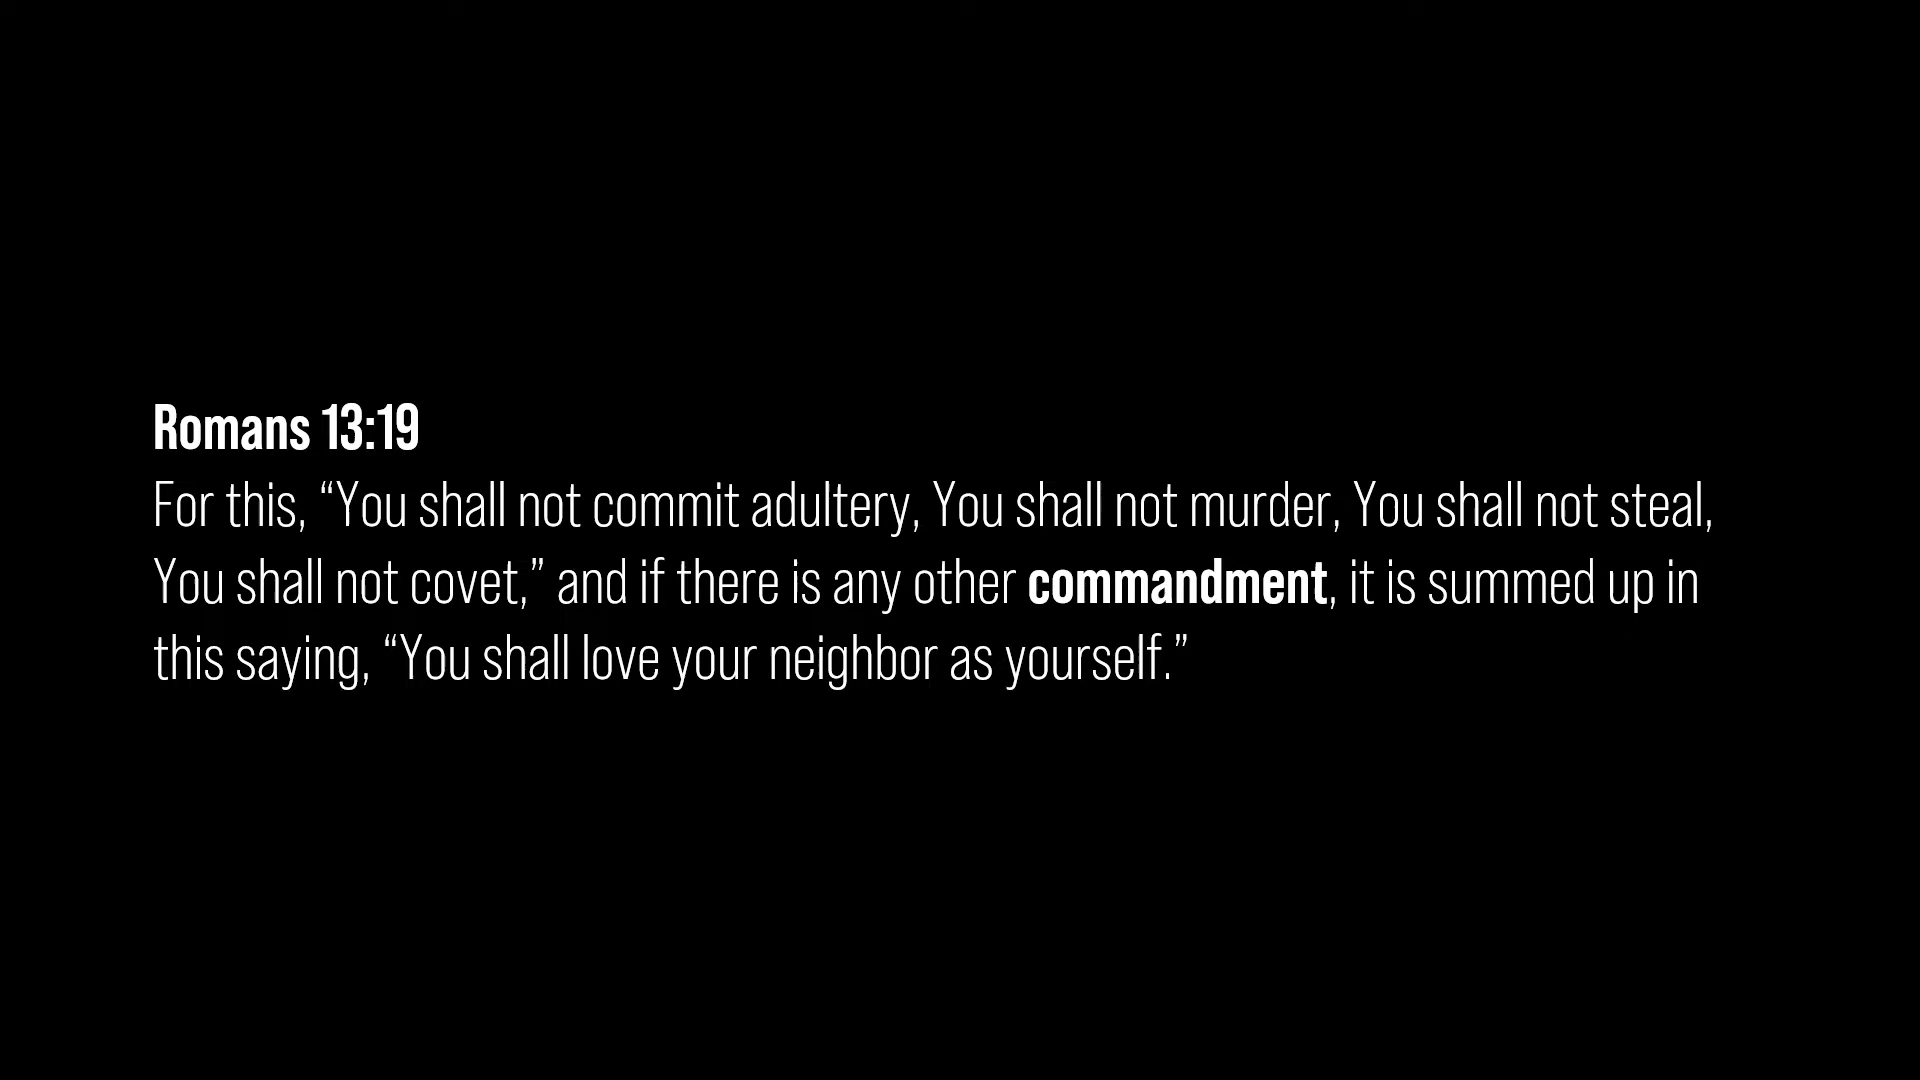 Romans 13:19
For this, “You shall not commit adultery, You shall not murder, You shall not steal,
You shall not covet,” and if there is any other commandment, it is summed up in
this saying, “You shall love your neighbor as yourself.”